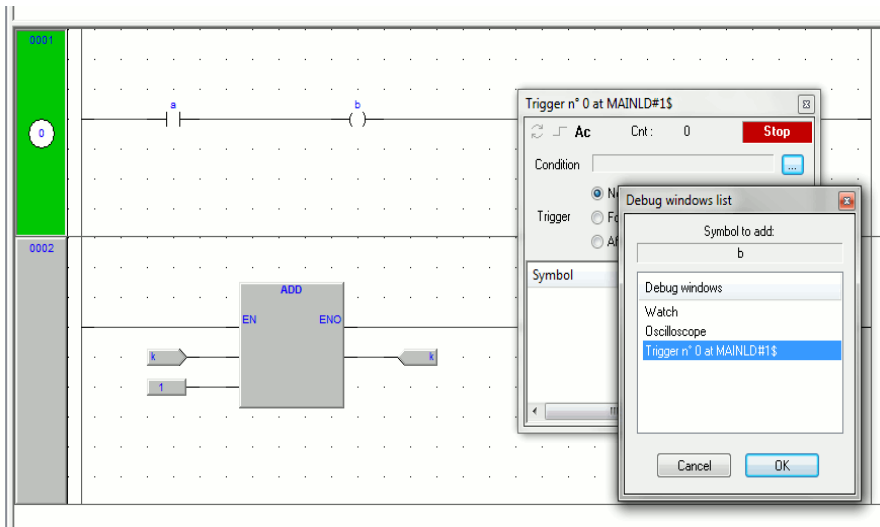 0001
a
b
0
0002
ADD
EN
ENO
k
k
1
Trigger n° 0 at MAINLD#1$
Ac
Cnt:
0
Stop
Condition
...
Trigger
Symbol
Debug windows list
Symbol to add:
b
Debug windows
Watch
Oscilloscope
Trigger n° 0 at MAINLD#1$
Cancel
OK